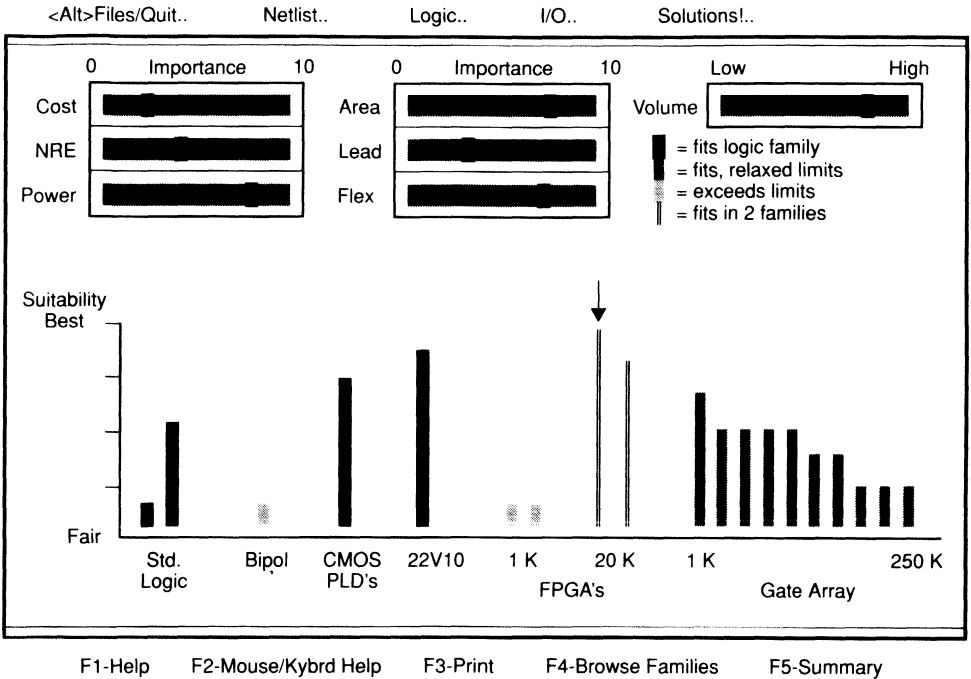 <Alt>Files/Quit.. Netlist.. Logic.. I/O.. Solutions!..
0 Importance 10 0 Importance 10 Low High
Cost Area Volume
NRE Lead
Power Flex
= fits logic family
= fits, relaxed limits
= exceeds limits
= fits in 2 families
Suitability
Best
Fair
Std. Bipol CMOS 22V10 1 K 20 K 1 K 250 K
Logic PLD's FPGA's Gate Array
F1-Help F2-Mouse/Kybrd Help F3-Print F4-Browse Families F5-Summary